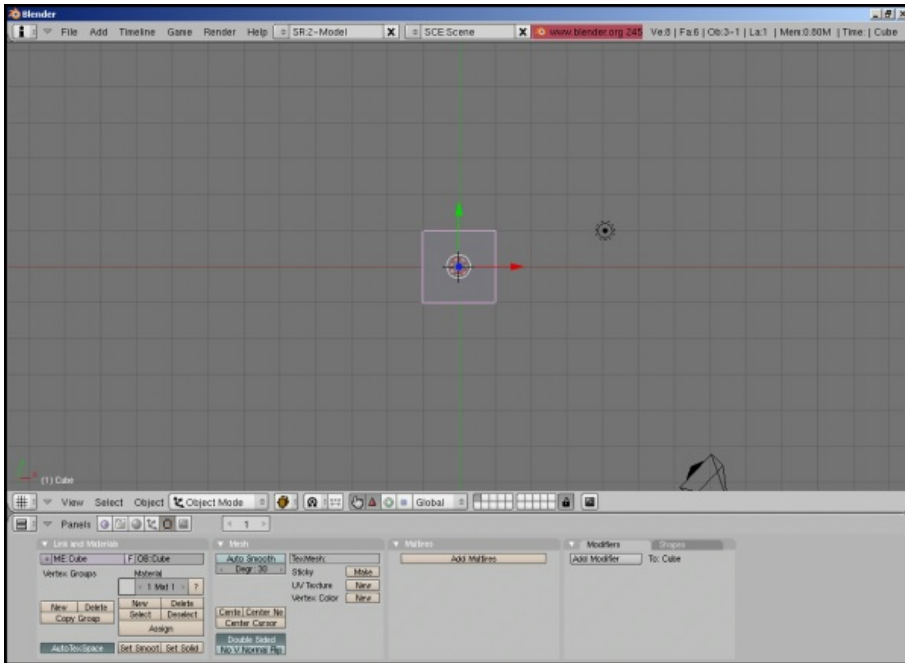 Blender
File Add Timeline Game Render Help SR:2-Model X SCE:Scene X www.blender.org 245 Ve:8 | Fa:6 | Ob:3-1 | La:1 | Mem:0.80M | Time: | Cube
(1) Cube
View Select Object Object Mode Global
Panels 1
Link and Materials Mesh Multires Modifiers Shapes
ME:Cube F OB:Cube Auto Smooth TexMesh: Add Multires Add Modifier To: Cube
Vertex Groups Material Degr: 30 Sticky Make
1 Mat 1 ? UV Texture New
Vertex Color New
New Delete New Delete
Copy Group Select Deselect Center New
Assign Center Cursor
Double Sided
AutoTexSpace Set Smoot Set Solid No V.Normal Flip